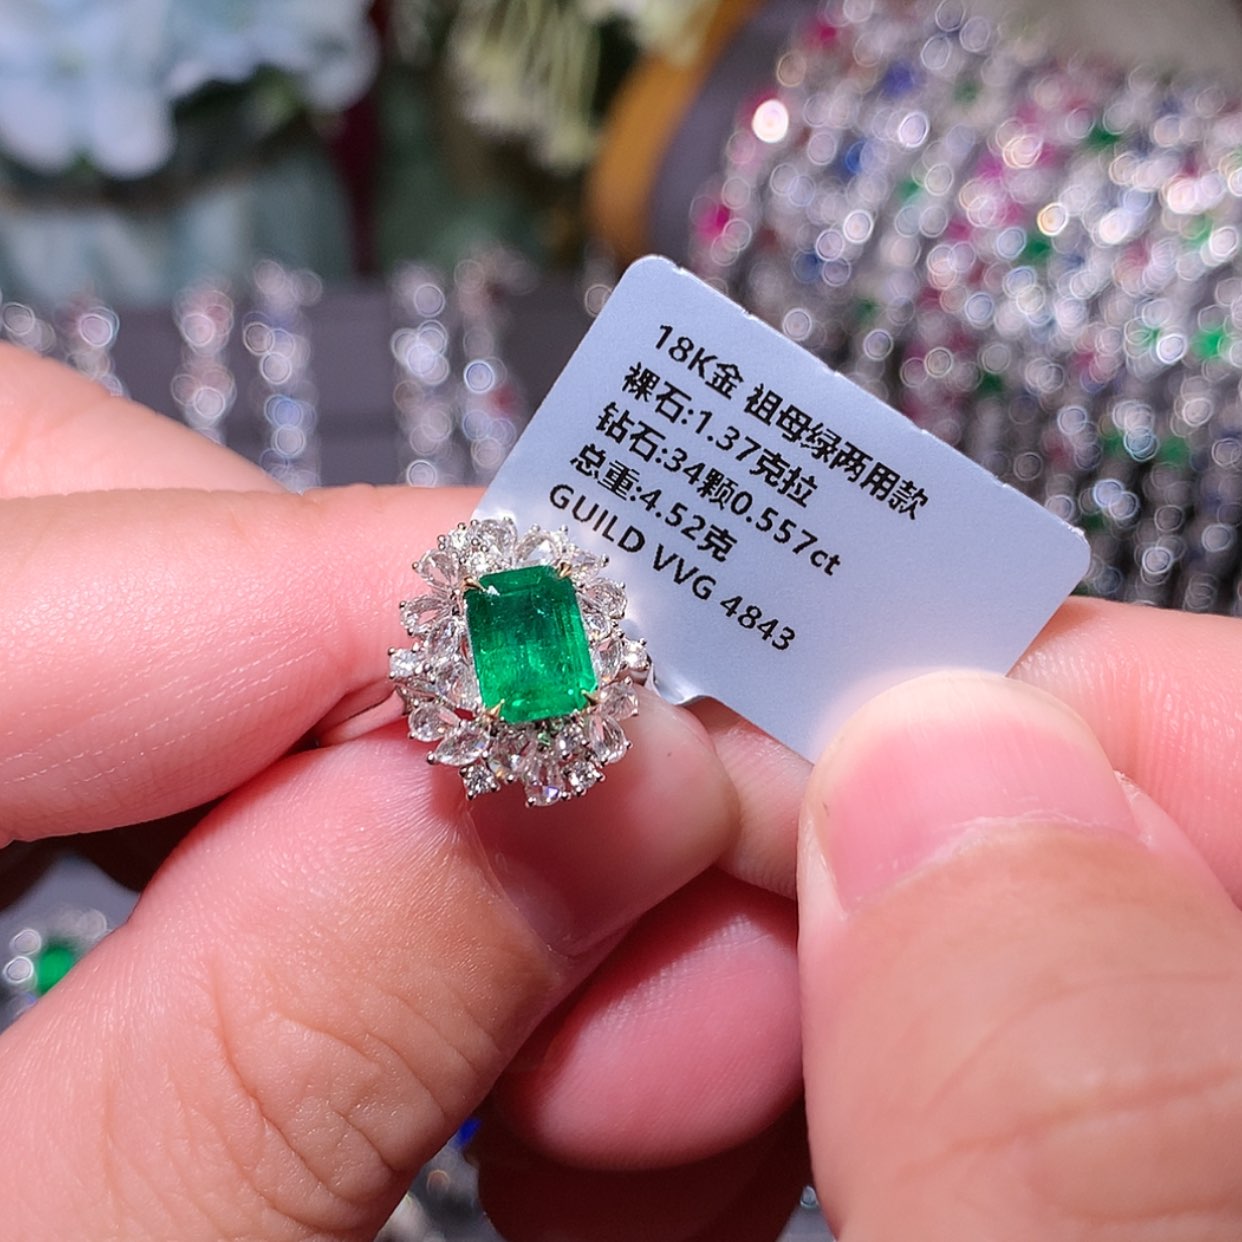 18K金 祖母绿两用款
裸石:1.37克拉
钻石:34颗0.557ct
总重:4.52克
GUILD VVG 4843